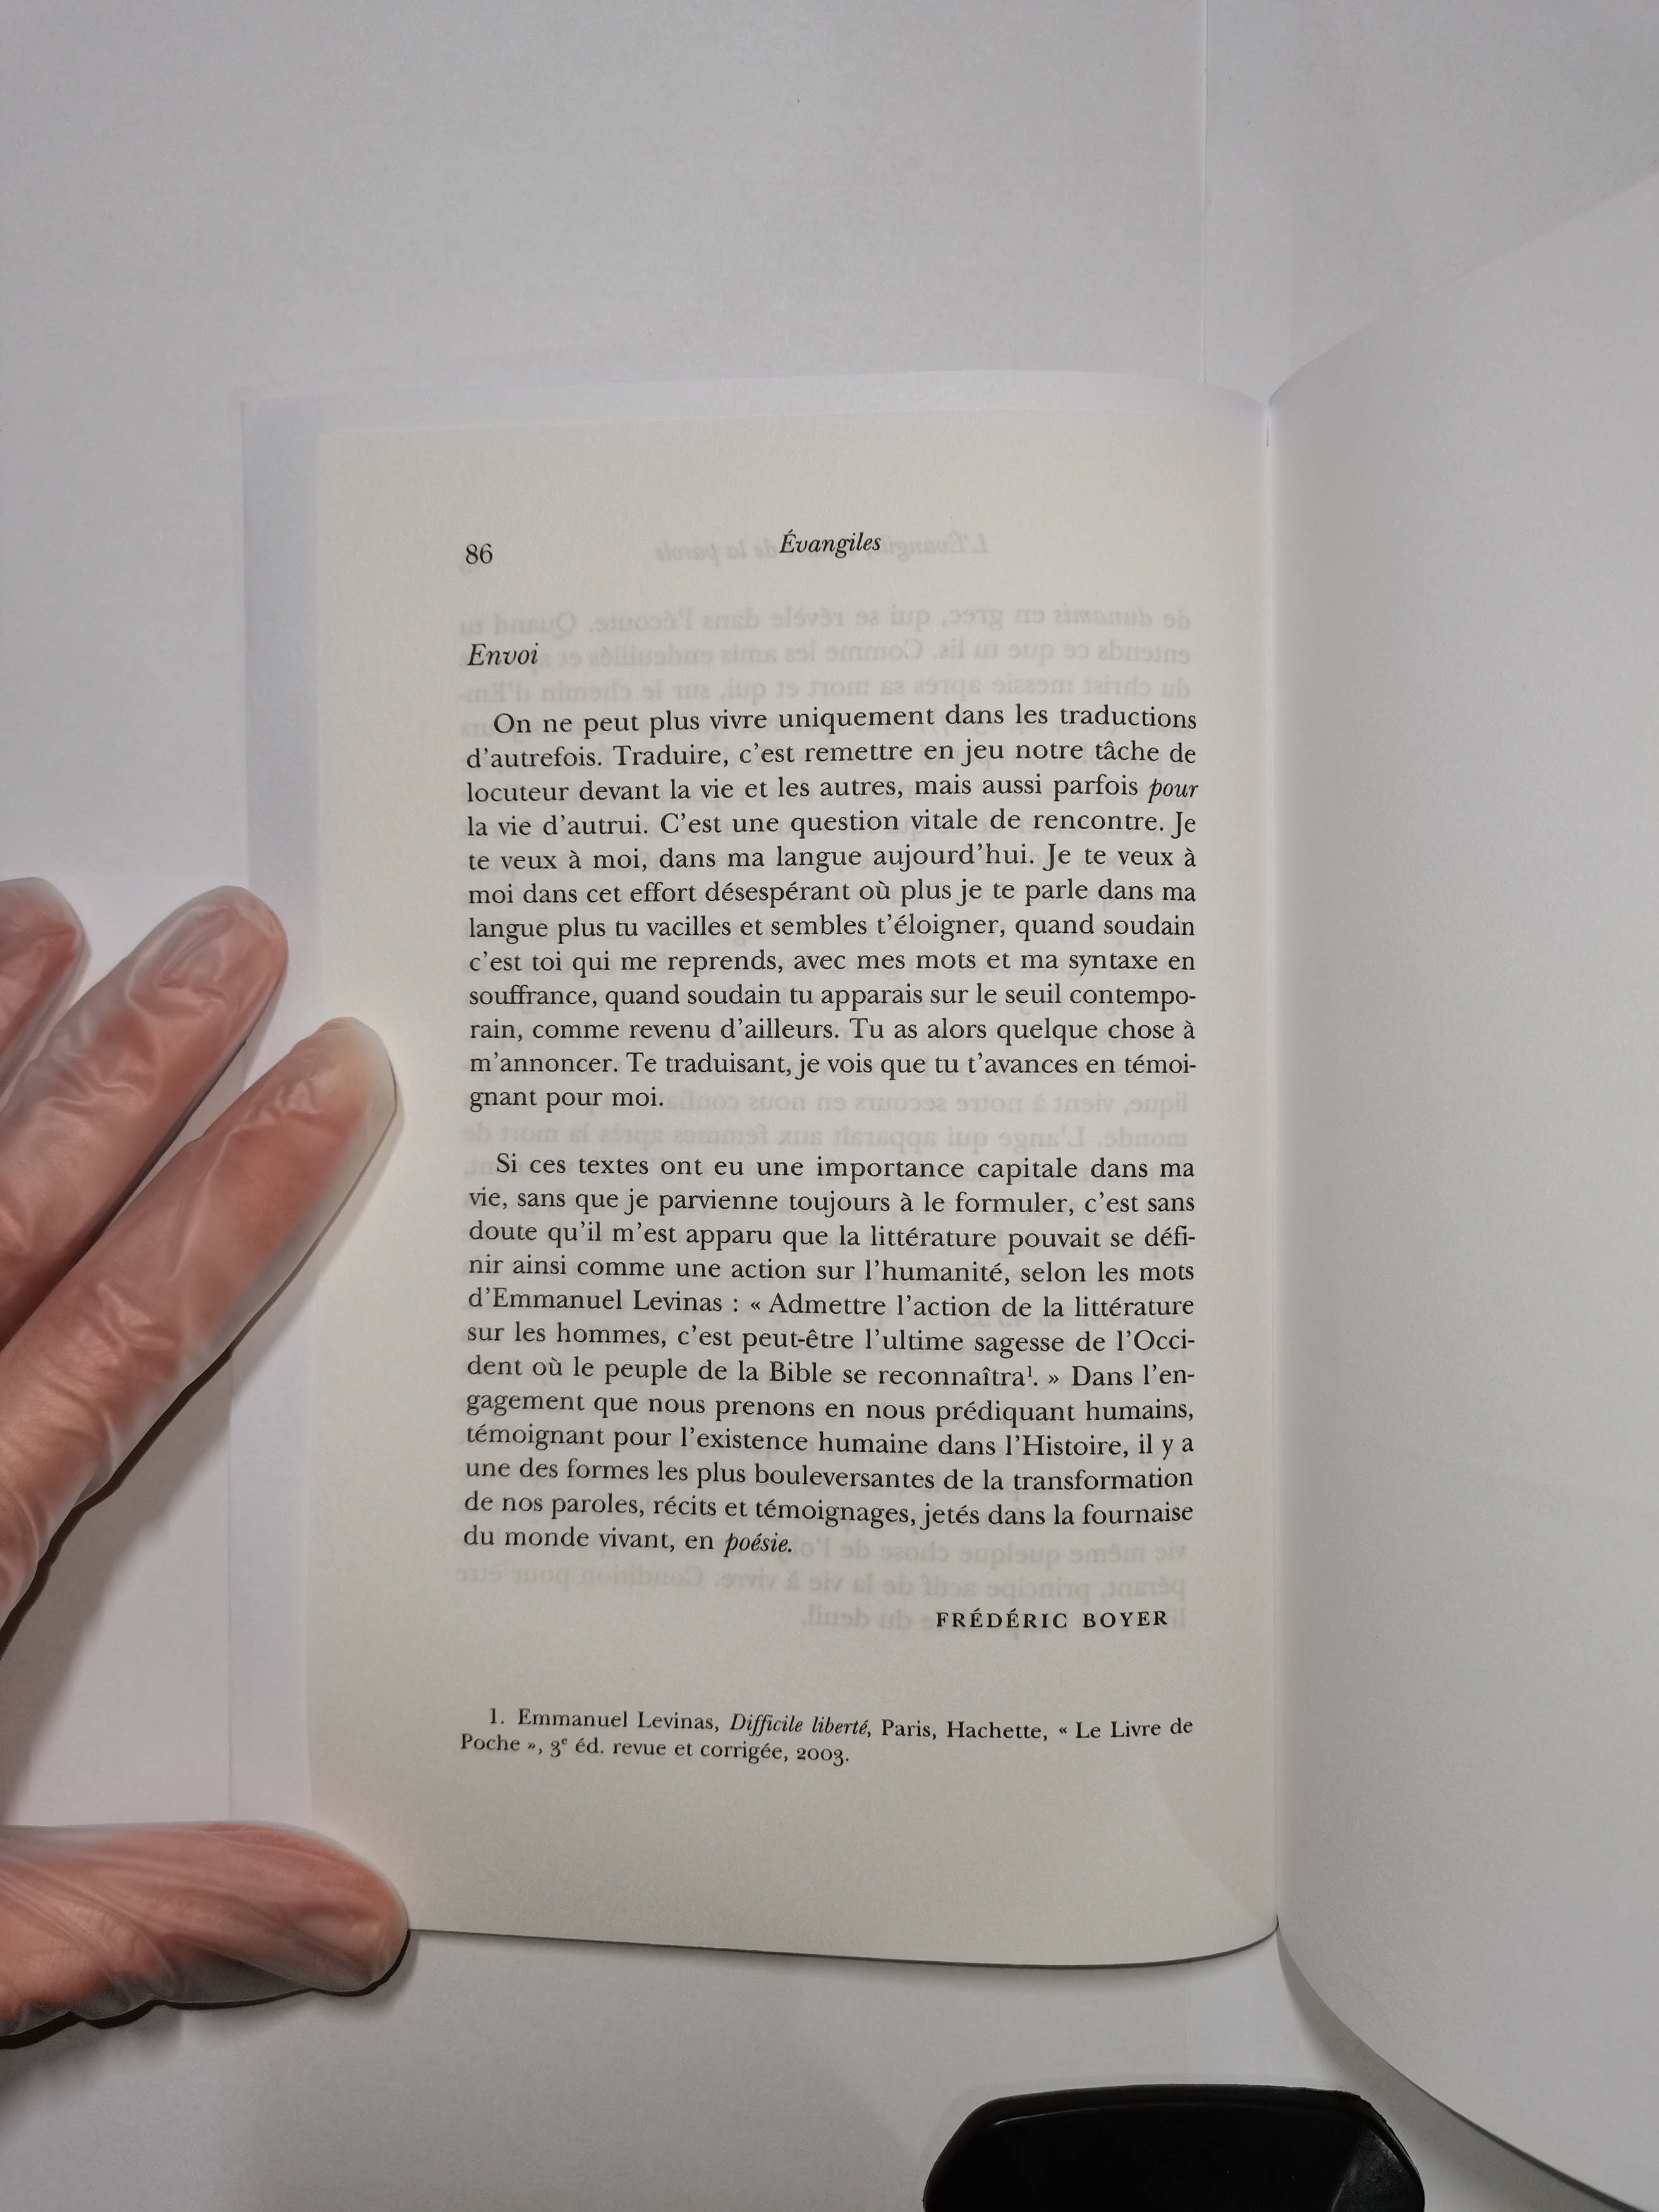 86
Évangiles
Envoi
On ne peut plus vivre uniquement dans les traductions
d'autrefois. Traduire, c'est remettre en jeu notre tâche de
locuteur devant la vie et les autres, mais aussi parfois pour
la vie d'autrui. C'est une question vitale de rencontre. Je
te veux à moi, dans ma langue aujourd'hui. Je te veux à
moi dans cet effort désespérant où plus je te parle dans ma
langue plus tu vacilles et sembles t'éloigner, quand soudain
c'est toi qui me reprends, avec mes mots et ma syntaxe en
souffrance, quand soudain tu apparais sur le seuil contempo-
rain, comme revenu d'ailleurs. Tu as alors quelque chose à
m'annoncer. Te traduisant, je vois que tu t'avances en témoi-
gnant pour moi.
Si ces textes ont eu une importance capitale dans ma
vie, sans que je parvienne toujours à le formuler, c'est sans
doute qu'il m'est apparu que la littérature pouvait se défi-
nir ainsi comme une action sur l'humanité, selon les mots
d'Emmanuel Levinas : « Admettre l'action de la littérature
sur les hommes, c'est peut-être l'ultime sagesse de l'Occi-
dent où le peuple de la Bible se reconnaîtra¹. » Dans l'en-
gagement que nous prenons en nous prédiquant humains,
témoignant pour l'existence humaine dans l'Histoire, il y a
une des formes les plus bouleversantes de la transformation
de nos paroles, récits et témoignages, jetés dans la fournaise
du monde vivant, en poésie.
FRÉDÉRIC BOYER
1. Emmanuel Levinas, Difficile liberté, Paris, Hachette, « Le Livre de
Poche », 3ᵉ éd. revue et corrigée, 2003.